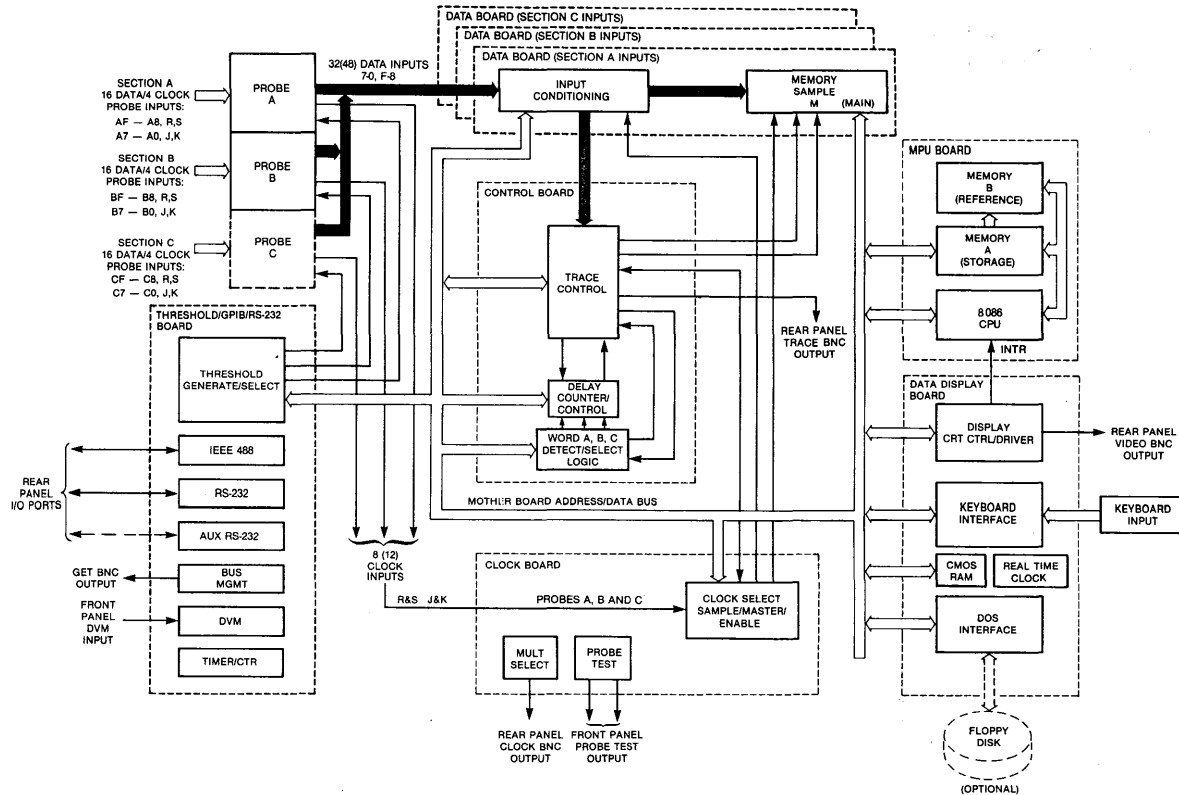 DATA BOARD (SECTION C INPUTS)
DATA BOARD (SECTION B INPUTS)
DATA BOARD (SECTION A INPUTS)
32(48) DATA INPUTS
7-0, F-8
INPUT
CONDITIONING
MEMORY
SAMPLE
M (MAIN)
SECTION A
16 DATA/4 CLOCK
PROBE INPUTS:
AF — A8, R,S
A7 — A0, J,K
PROBE
A
SECTION B
16 DATA/4 CLOCK
PROBE INPUTS:
BF — B8, R,S
B7 — B0, J,K
PROBE
B
SECTION C
16 DATA/4 CLOCK
PROBE INPUTS:
CF — C8, R,S
C7 — C0, J,K
PROBE
C
MPU BOARD
MEMORY
B
(REFERENCE)
MEMORY
A
(STORAGE)
8086
CPU
INTR
CONTROL BOARD
TRACE
CONTROL
REAR PANEL
TRACE BNC
OUTPUT
DELAY
COUNTER/
CONTROL
WORD A, B, C
DETECT/SELECT
LOGIC
THRESHOLD/GPIB/RS-232
BOARD
THRESHOLD
GENERATE/SELECT
IEEE 488
RS-232
AUX RS-232
REAR
PANEL
I/O PORTS
BUS
MGMT
GET BNC
OUTPUT
DVM
FRONT
PANEL
DVM
INPUT
TIMER/CTR
DATA DISPLAY
BOARD
DISPLAY
CRT CTRL/DRIVER
REAR PANEL
VIDEO BNC
OUTPUT
KEYBOARD
INTERFACE
KEYBOARD
INPUT
CMOS
RAM
REAL TIME
CLOCK
DOS
INTERFACE
FLOPPY
DISK
(OPTIONAL)
MOTHER BOARD ADDRESS/DATA BUS
8 (12)
CLOCK
INPUTS
CLOCK BOARD
R&S J&K PROBES A, B AND C
CLOCK SELECT
SAMPLE/MASTER/
ENABLE
MULT
SELECT
PROBE
TEST
REAR PANEL
CLOCK BNC
OUTPUT
FRONT PANEL
PROBE TEST
OUTPUT